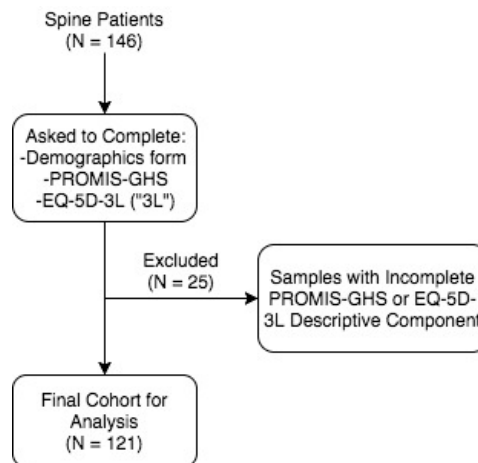 Spine Patients
(N = 146)
Asked to Complete:
-Demographics form
-PROMIS-GHS
-EQ-5D-3L ("3L")
Excluded
(N = 25)
Samples with Incomplete
PROMIS-GHS or EQ-5D-
3L Descriptive Component
Final Cohort for
Analysis
(N = 121)